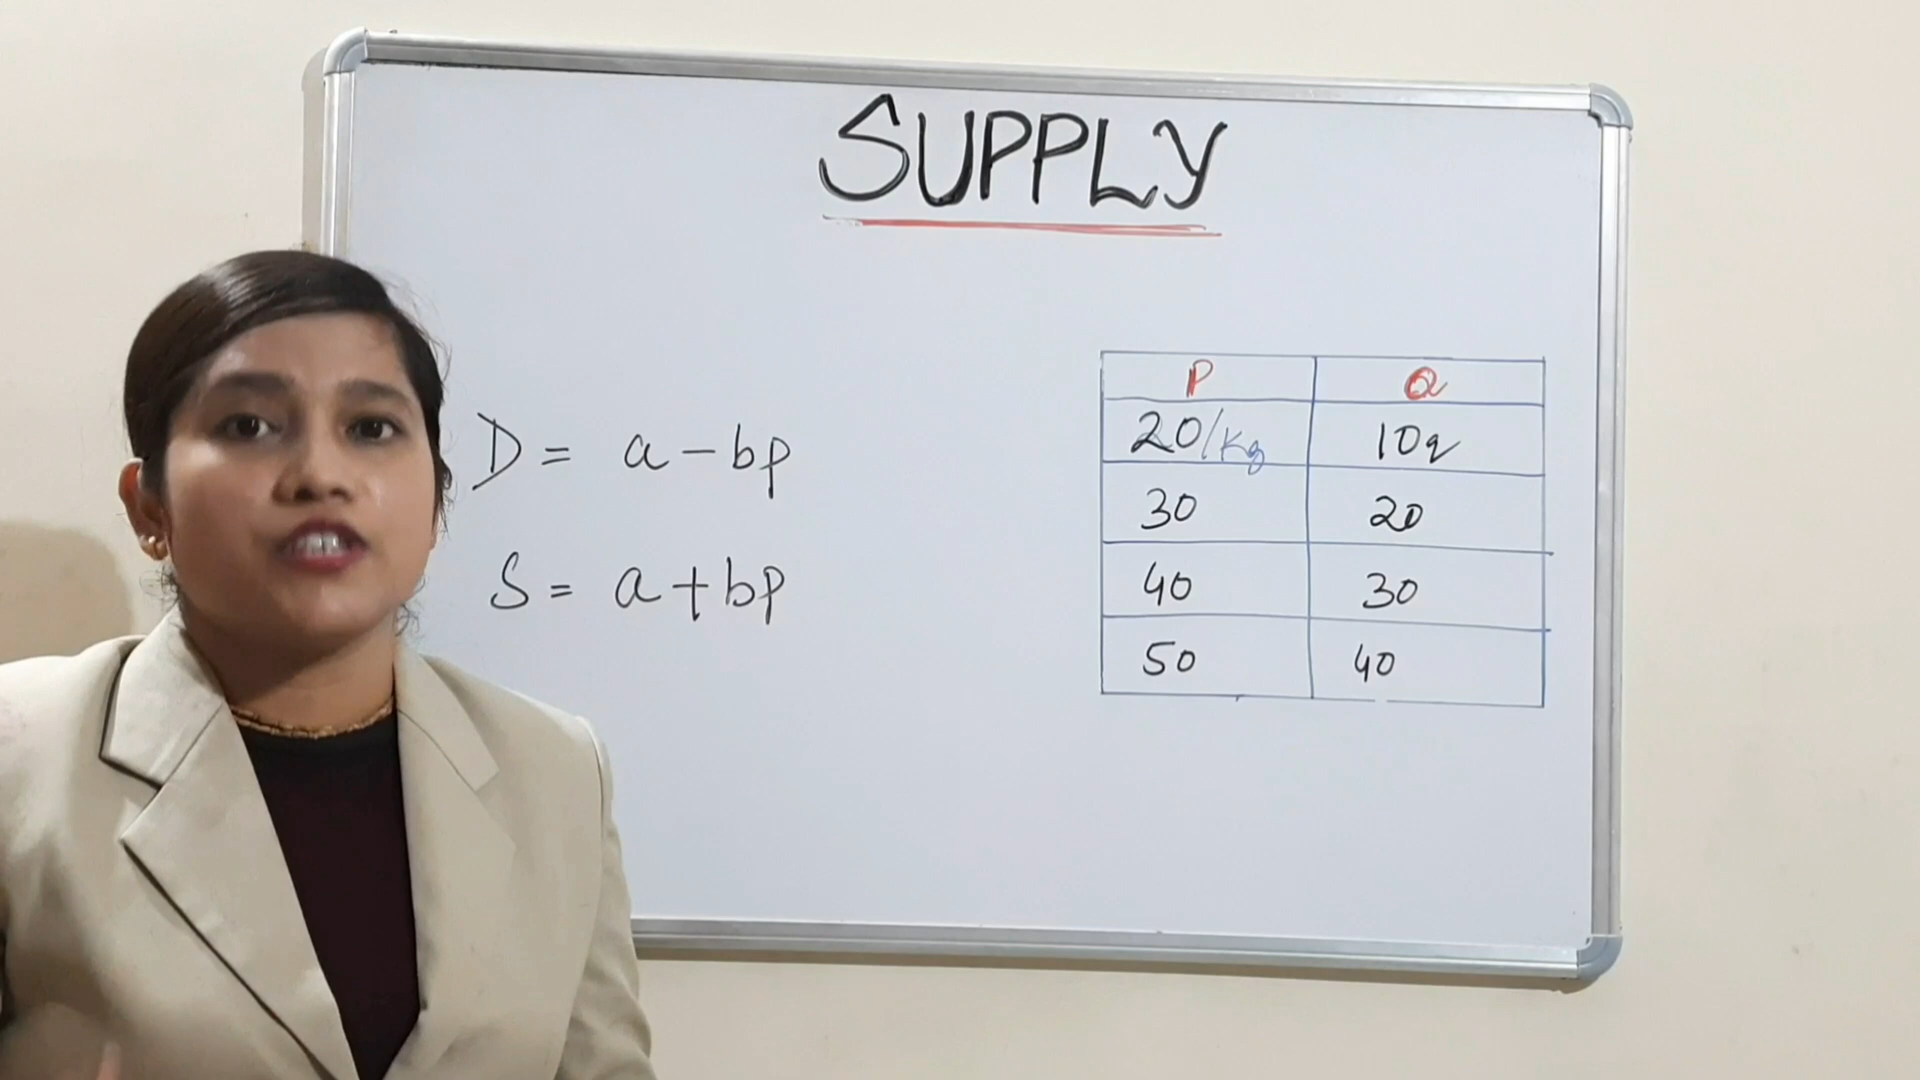 SUPPLY
D = a - bp
S = a + bp
P Q
20/Kg 10q
30 20
40 30
50 40